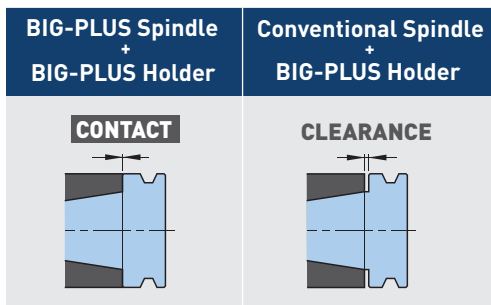 BIG-PLUS Spindle
+
BIG-PLUS Holder
Conventional Spindle
+
BIG-PLUS Holder
CONTACT
CLEARANCE